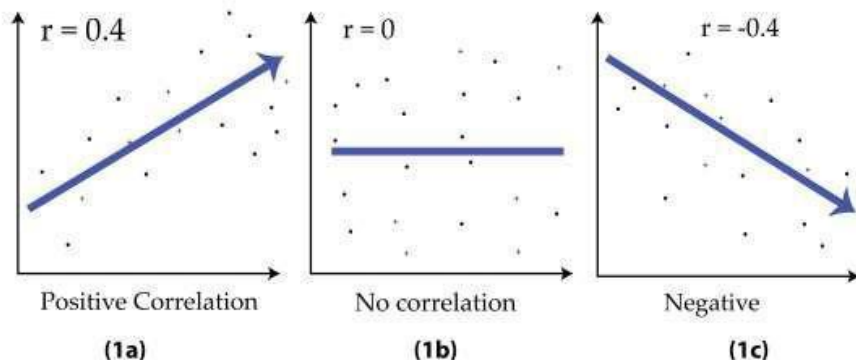 r = 0.4
r = 0
r = -0.4
Positive Correlation
No correlation
Negative
(1a)
(1b)
(1c)